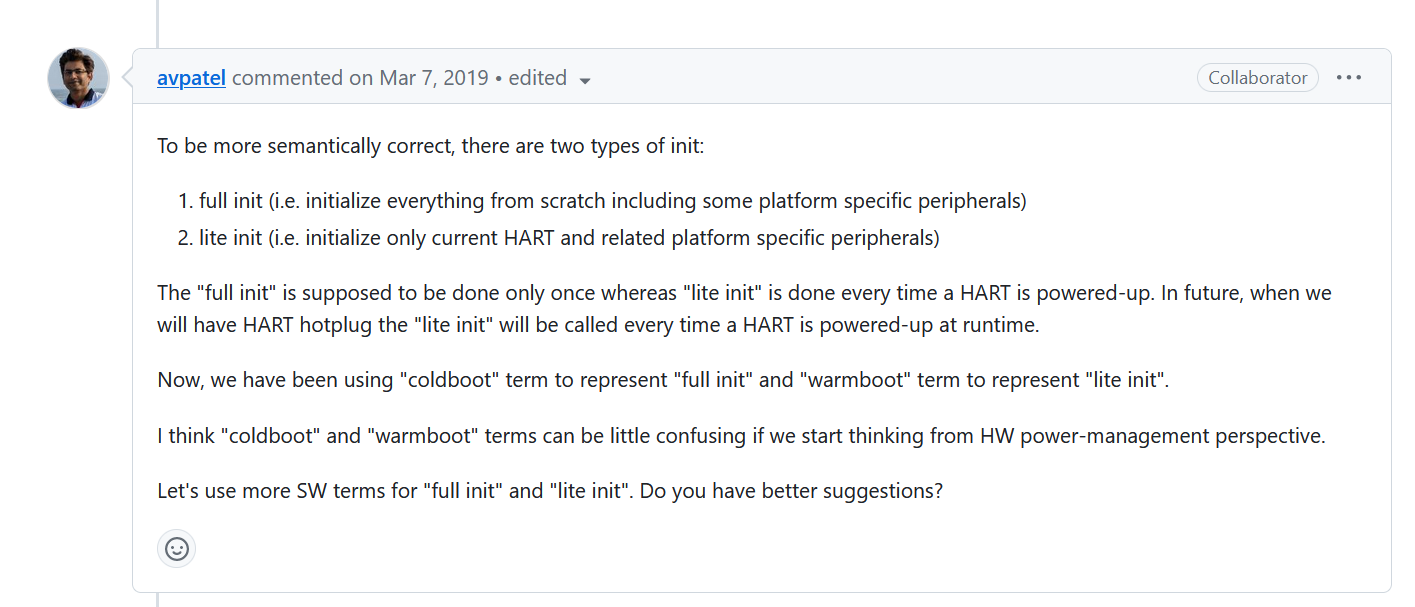 avpatel commented on Mar 7, 2019 • edited
Collaborator
To be more semantically correct, there are two types of init:
1. full init (i.e. initialize everything from scratch including some platform specific peripherals)
2. lite init (i.e. initialize only current HART and related platform specific peripherals)
The "full init" is supposed to be done only once whereas "lite init" is done every time a HART is powered-up. In future, when we
will have HART hotplug the "lite init" will be called every time a HART is powered-up at runtime.
Now, we have been using "coldboot" term to represent "full init" and "warmboot" term to represent "lite init".
I think "coldboot" and "warmboot" terms can be little confusing if we start thinking from HW power-management perspective.
Let's use more SW terms for "full init" and "lite init". Do you have better suggestions?